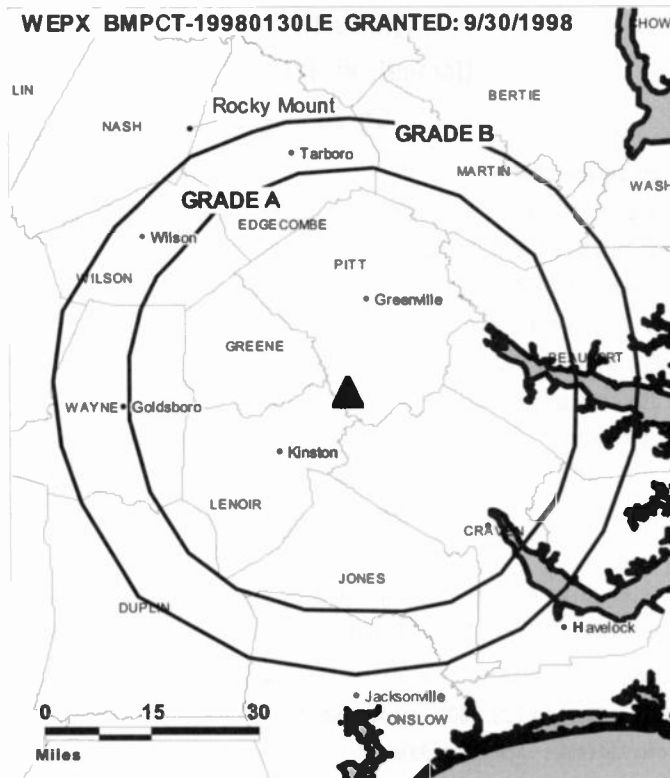 WEPX BMPCT-19980130LE GRANTED: 9/30/1998
CHOW
LIN
BERTIE
Rocky Mount
NASH
GRADE B
Tarboro
MARTIN
WASH
GRADE A
EDGECOMBE
Wilson
PITT
WILSON
Greenville
GREENE
BEAUFORT
WAYNE
Goldsboro
Kinston
LENOIR
CRAVEN
JONES
DUPLIN
Havelock
Jacksonville
0 15 30
ONSLOW
Miles